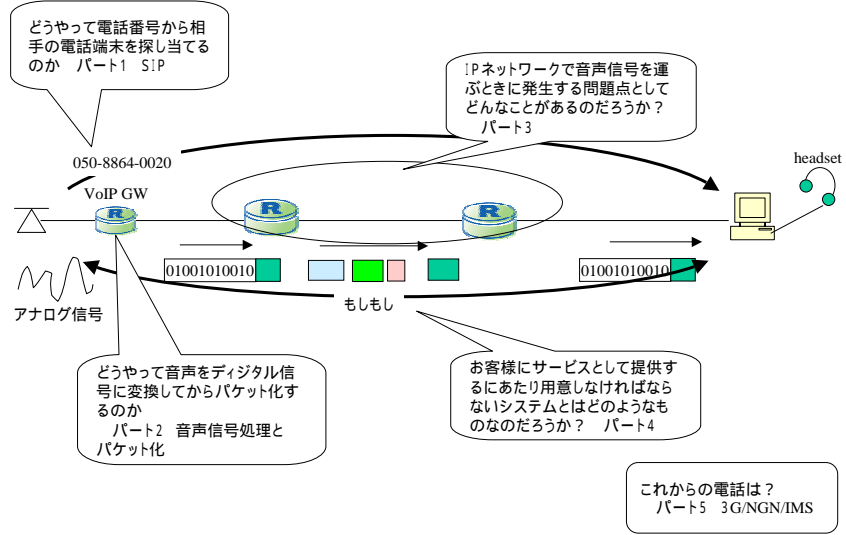 どうやって電話番号から相
手の電話端末を探し当てる
のか　パート1　SIP
IPネットワークで音声信号を運
ぶときに発生する問題点として
どんなことがあるのだろうか？
パート3
050-8864-0020
VoIP GW
headset
R
R
R
01001010010
01001010010
もしもし
アナログ信号
どうやって音声をディジタル信
号に変換してからパケット化す
るのか
パート2　音声信号処理と
パケット化
お客様にサービスとして提供す
るにあたり用意しなければなら
ないシステムとはどのようなも
のなのだろうか？　パート4
これからの電話は？
パート5　3G/NGN/IMS